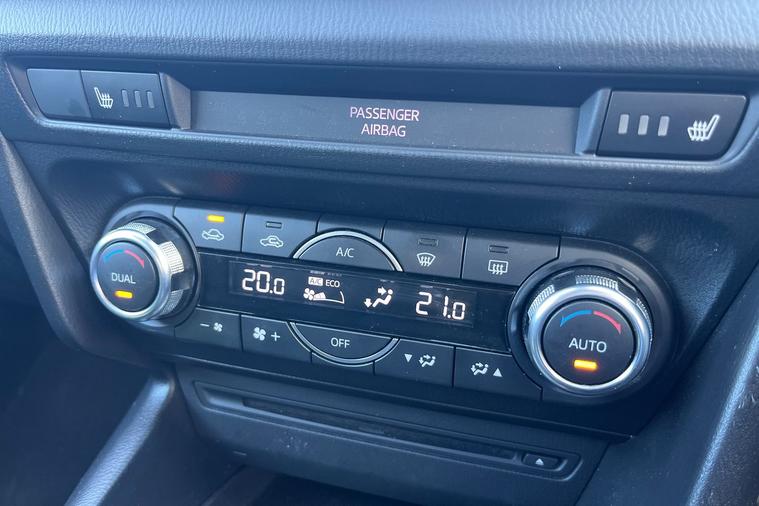 PASSENGER
AIRBAG
A/C
DUAL
20.0
A/C ECO
21.0
AUTO
OFF